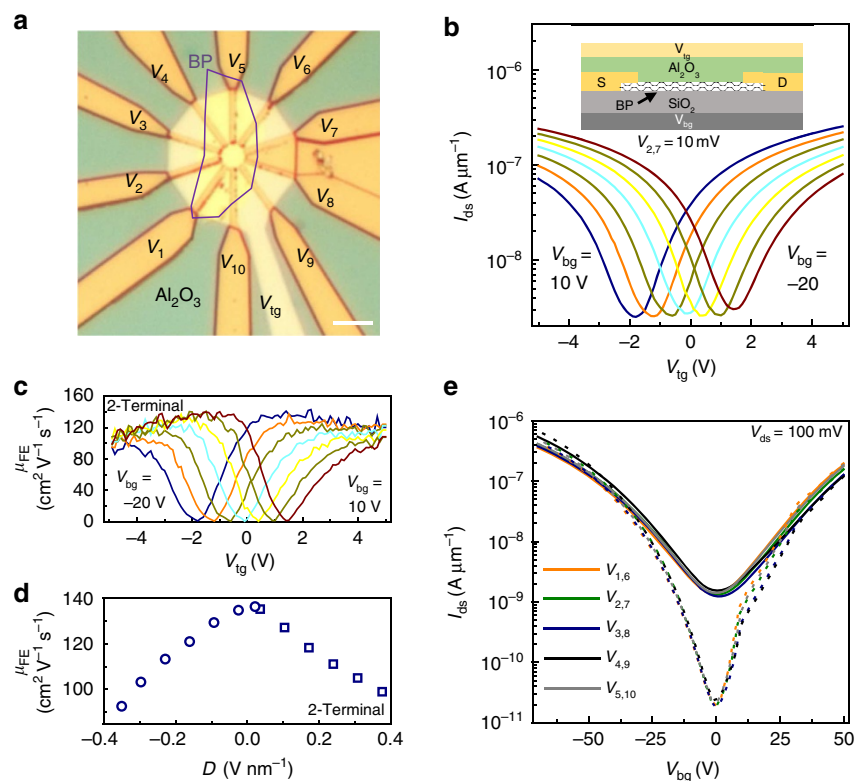 a
BP
V5
V4
V6
V3
V7
V2
V8
V1
V10
V9
Al2O3
Vtg
b
10−6
10−7
10−8
Ids (A μm−1)
Vtg
Al2O3
S
D
BP
SiO2
Vbg
V2,7 = 10 mV
Vbg =
10 V
Vbg =
−20
−4
−2
0
2
4
Vtg (V)
c
160
120
80
40
0
μFE
(cm2 V−1 s−1)
2-Terminal
Vbg =
−20 V
Vbg =
10 V
−4
−2
0
2
4
Vtg (V)
d
140
120
100
μFE
(cm2 V−1 s−1)
2-Terminal
−0.4
−0.2
0.0
0.2
0.4
D (V nm−1)
e
10−6
10−7
10−8
10−9
10−10
10−11
Ids (A μm−1)
Vds = 100 mV
V1,6
V2,7
V3,8
V4,9
V5,10
−50
−25
0
25
50
Vbg (V)